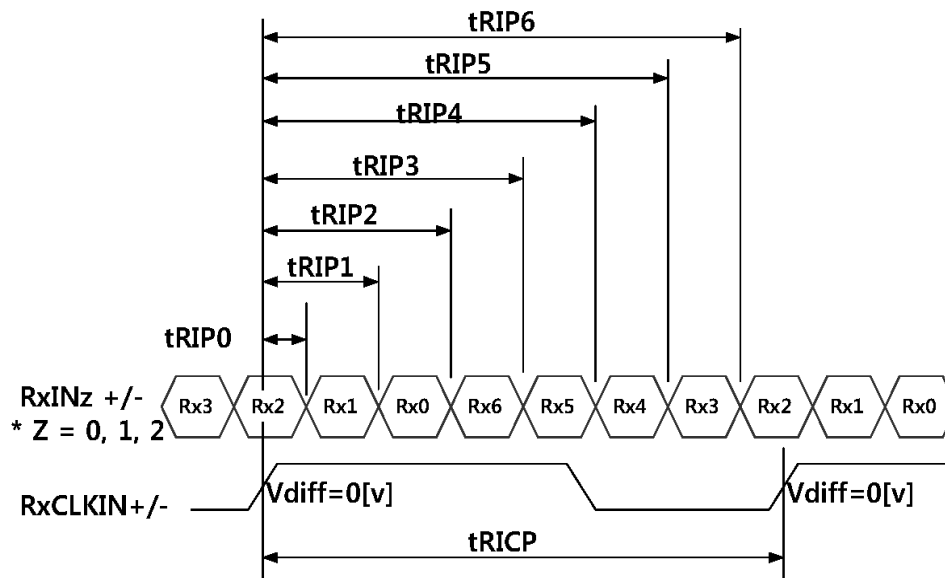 tRIP6
tRIP5
tRIP4
tRIP3
tRIP2
tRIP1
tRIP0
RxINz +/-
* Z = 0, 1, 2
Rx3 Rx2 Rx1 Rx0 Rx6 Rx5 Rx4 Rx3 Rx2 Rx1 Rx0
RxCLKIN+/-
Vdiff=0[v] Vdiff=0[v]
tRICP